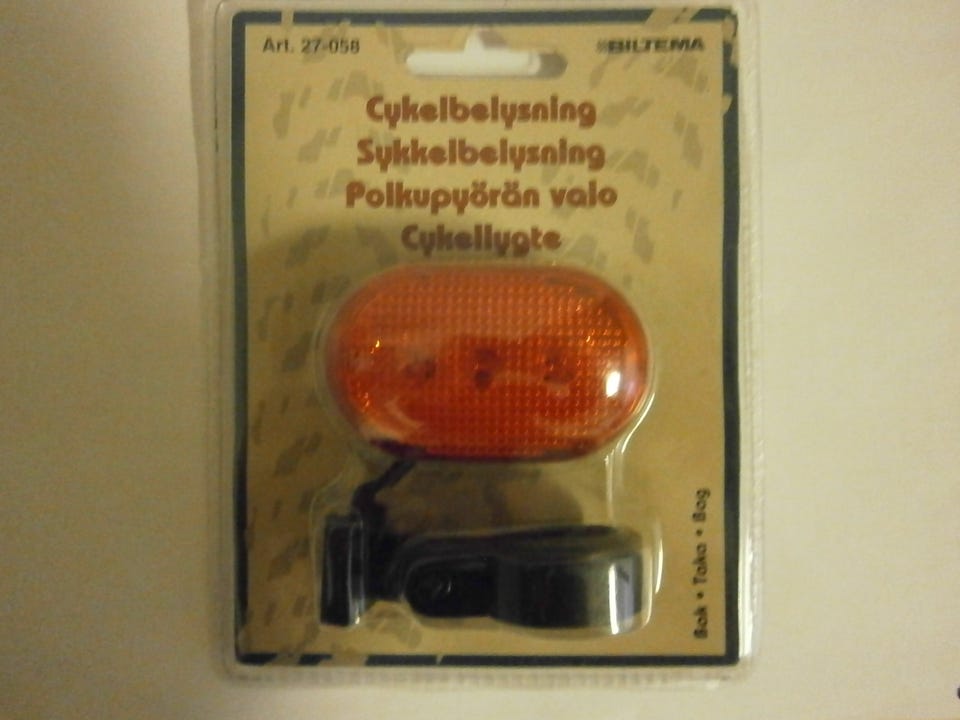 Art. 27-058
BILTEMA
Cykelbelysning
Sykkelbelysning
Polkupyörän valo
Cykellygte
Bak • Taka • Bag